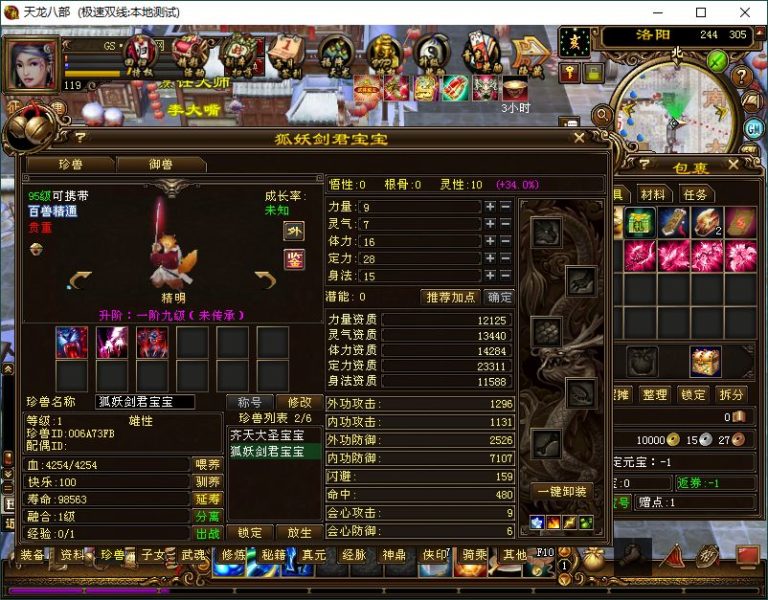 天龙八部 (极速双线:本地测试)
GS
119
李大嘴
3小时
洛阳 244 305
北
GM
狐妖剑君宝宝
珍兽 御兽
95级可携带
百兽精通
贵重
成长率:
未知
外
鉴
精明
升阶:一阶九级(未传承)
珍兽名称 狐妖剑君宝宝 称号 修改
等级:1 雄性
珍兽ID:006A73FB
配偶ID:
血:4254/4254 喂养
快乐:100 驯养
寿命:98563 延寿
融合:1级 分离
经验:0/1 出战
珍兽列表 2/6
齐天大圣宝宝
狐妖剑君宝宝
锁定 放生
悟性:0 根骨:0 灵性:10 (+34.0%)
力量:9
灵气:7
体力:16
定力:28
身法:15
潜能:0 推荐加点 确定
力量资质 12125
灵气资质 13440
体力资质 14284
定力资质 23311
身法资质 11588
外功攻击: 1296
内功攻击: 1131
外功防御: 2526
内功防御: 7107
闪避: 159
命中: 480
会心攻击: 9
会心防御: 6
一键卸装
包裹
材料 任务
2
整理 锁定 拆分
0
10000 15 27
定元宝:-1
返券:-1
赠点:1
装备 资料 珍兽 子女 武魂 修炼 秘籍 真元 经脉 神鼎 侠印 骑乘 其他 F10
1